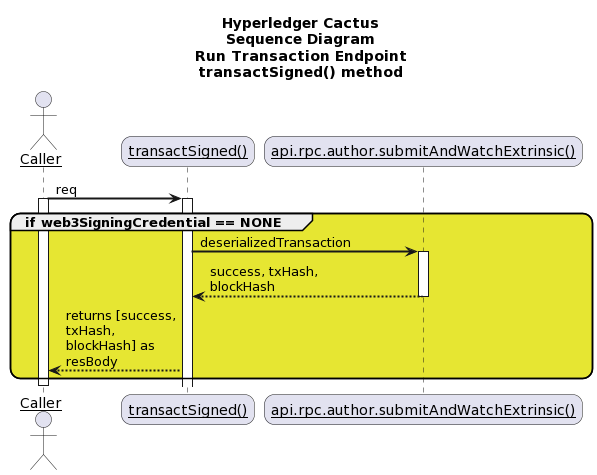 Hyperledger Cactus
Sequence Diagram
Run Transaction Endpoint
transactSigned() method
Caller
transactSigned()
api.rpc.author.submitAndWatchExtrinsic()
req
if web3SigningCredential == NONE
deserializedTransaction
success, txHash,
blockHash
returns [success,
txHash,
blockHash] as
resBody
Caller
transactSigned()
api.rpc.author.submitAndWatchExtrinsic()